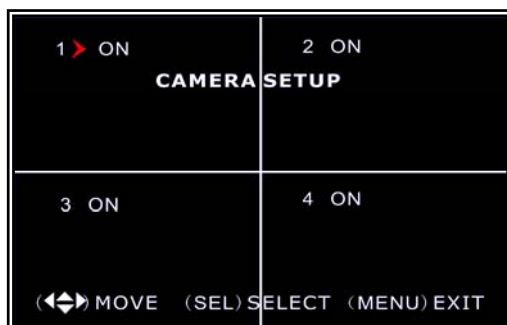 1 ON 2 ON
CAMERA SETUP
3 ON 4 ON
() MOVE (SEL) SELECT (MENU) EXIT